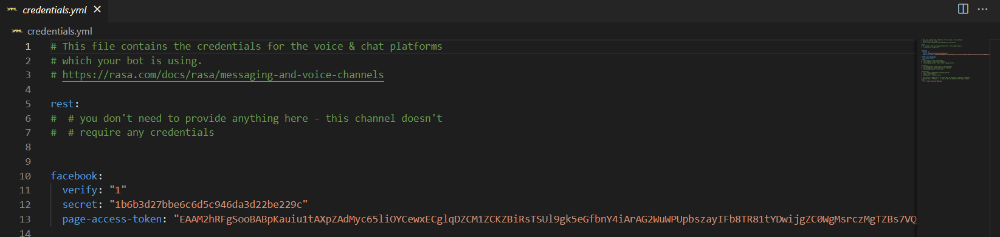 credentials.yml
credentials.yml
1 # This file contains the credentials for the voice & chat platforms
2 # which your bot is using.
3 # https://rasa.com/docs/rasa/messaging-and-voice-channels
4
5 rest:
6 #  # you don't need to provide anything here - this channel doesn't
7 #  # require any credentials
8
9
10 facebook:
11   verify: "1"
12   secret: "1b6b3d27bbe6c6d5c946da3d22be229c"
13   page-access-token: "EAAM2hRFgSooBABpKauiu1tAXpZAdMyc65liOYCewxECglqDZCM1ZCKZBiRsTSUl9gk5eGfbnY4iArAG2WuWPUpbszayIFb8TR81tYDwijgZC0WgMsrczMgTZBs7VQ
14